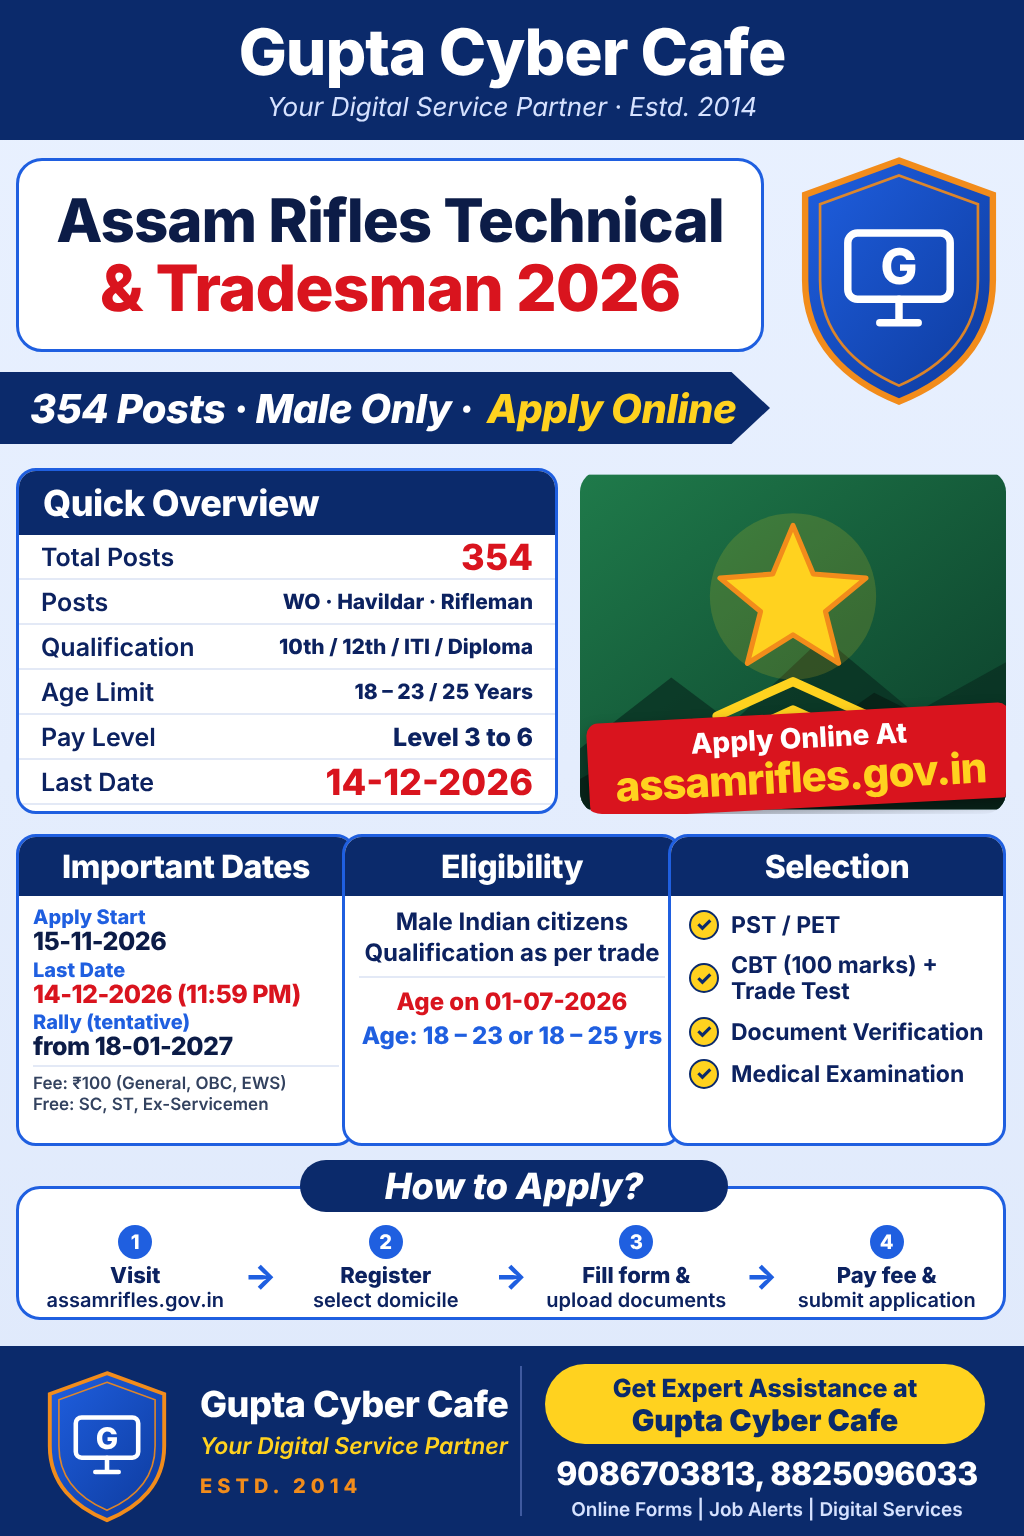 Gupta Cyber Cafe
Your Digital Service Partner · Estd. 2014
Assam Rifles Technical
& Tradesman 2026
G
354 Posts · Male Only · Apply Online
Quick Overview
Total Posts 354
Posts WO · Havildar · Rifleman
Qualification 10th / 12th / ITI / Diploma
Age Limit 18 – 23 / 25 Years
Pay Level Level 3 to 6
Last Date 14-12-2026
Apply Online At
assamrifles.gov.in
Important Dates
Apply Start
15-11-2026
Last Date
14-12-2026 (11:59 PM)
Rally (tentative)
from 18-01-2027
Fee: ₹100 (General, OBC, EWS)
Free: SC, ST, Ex-Servicemen
Eligibility
Male Indian citizens
Qualification as per trade
Age on 01-07-2026
Age: 18 – 23 or 18 – 25 yrs
Selection
PST / PET
CBT (100 marks) +
Trade Test
Document Verification
Medical Examination
How to Apply?
1
Visit
assamrifles.gov.in
2
Register
select domicile
3
Fill form &
upload documents
4
Pay fee &
submit application
G
Gupta Cyber Cafe
Your Digital Service Partner
ESTD. 2014
Get Expert Assistance at
Gupta Cyber Cafe
9086703813, 8825096033
Online Forms | Job Alerts | Digital Services